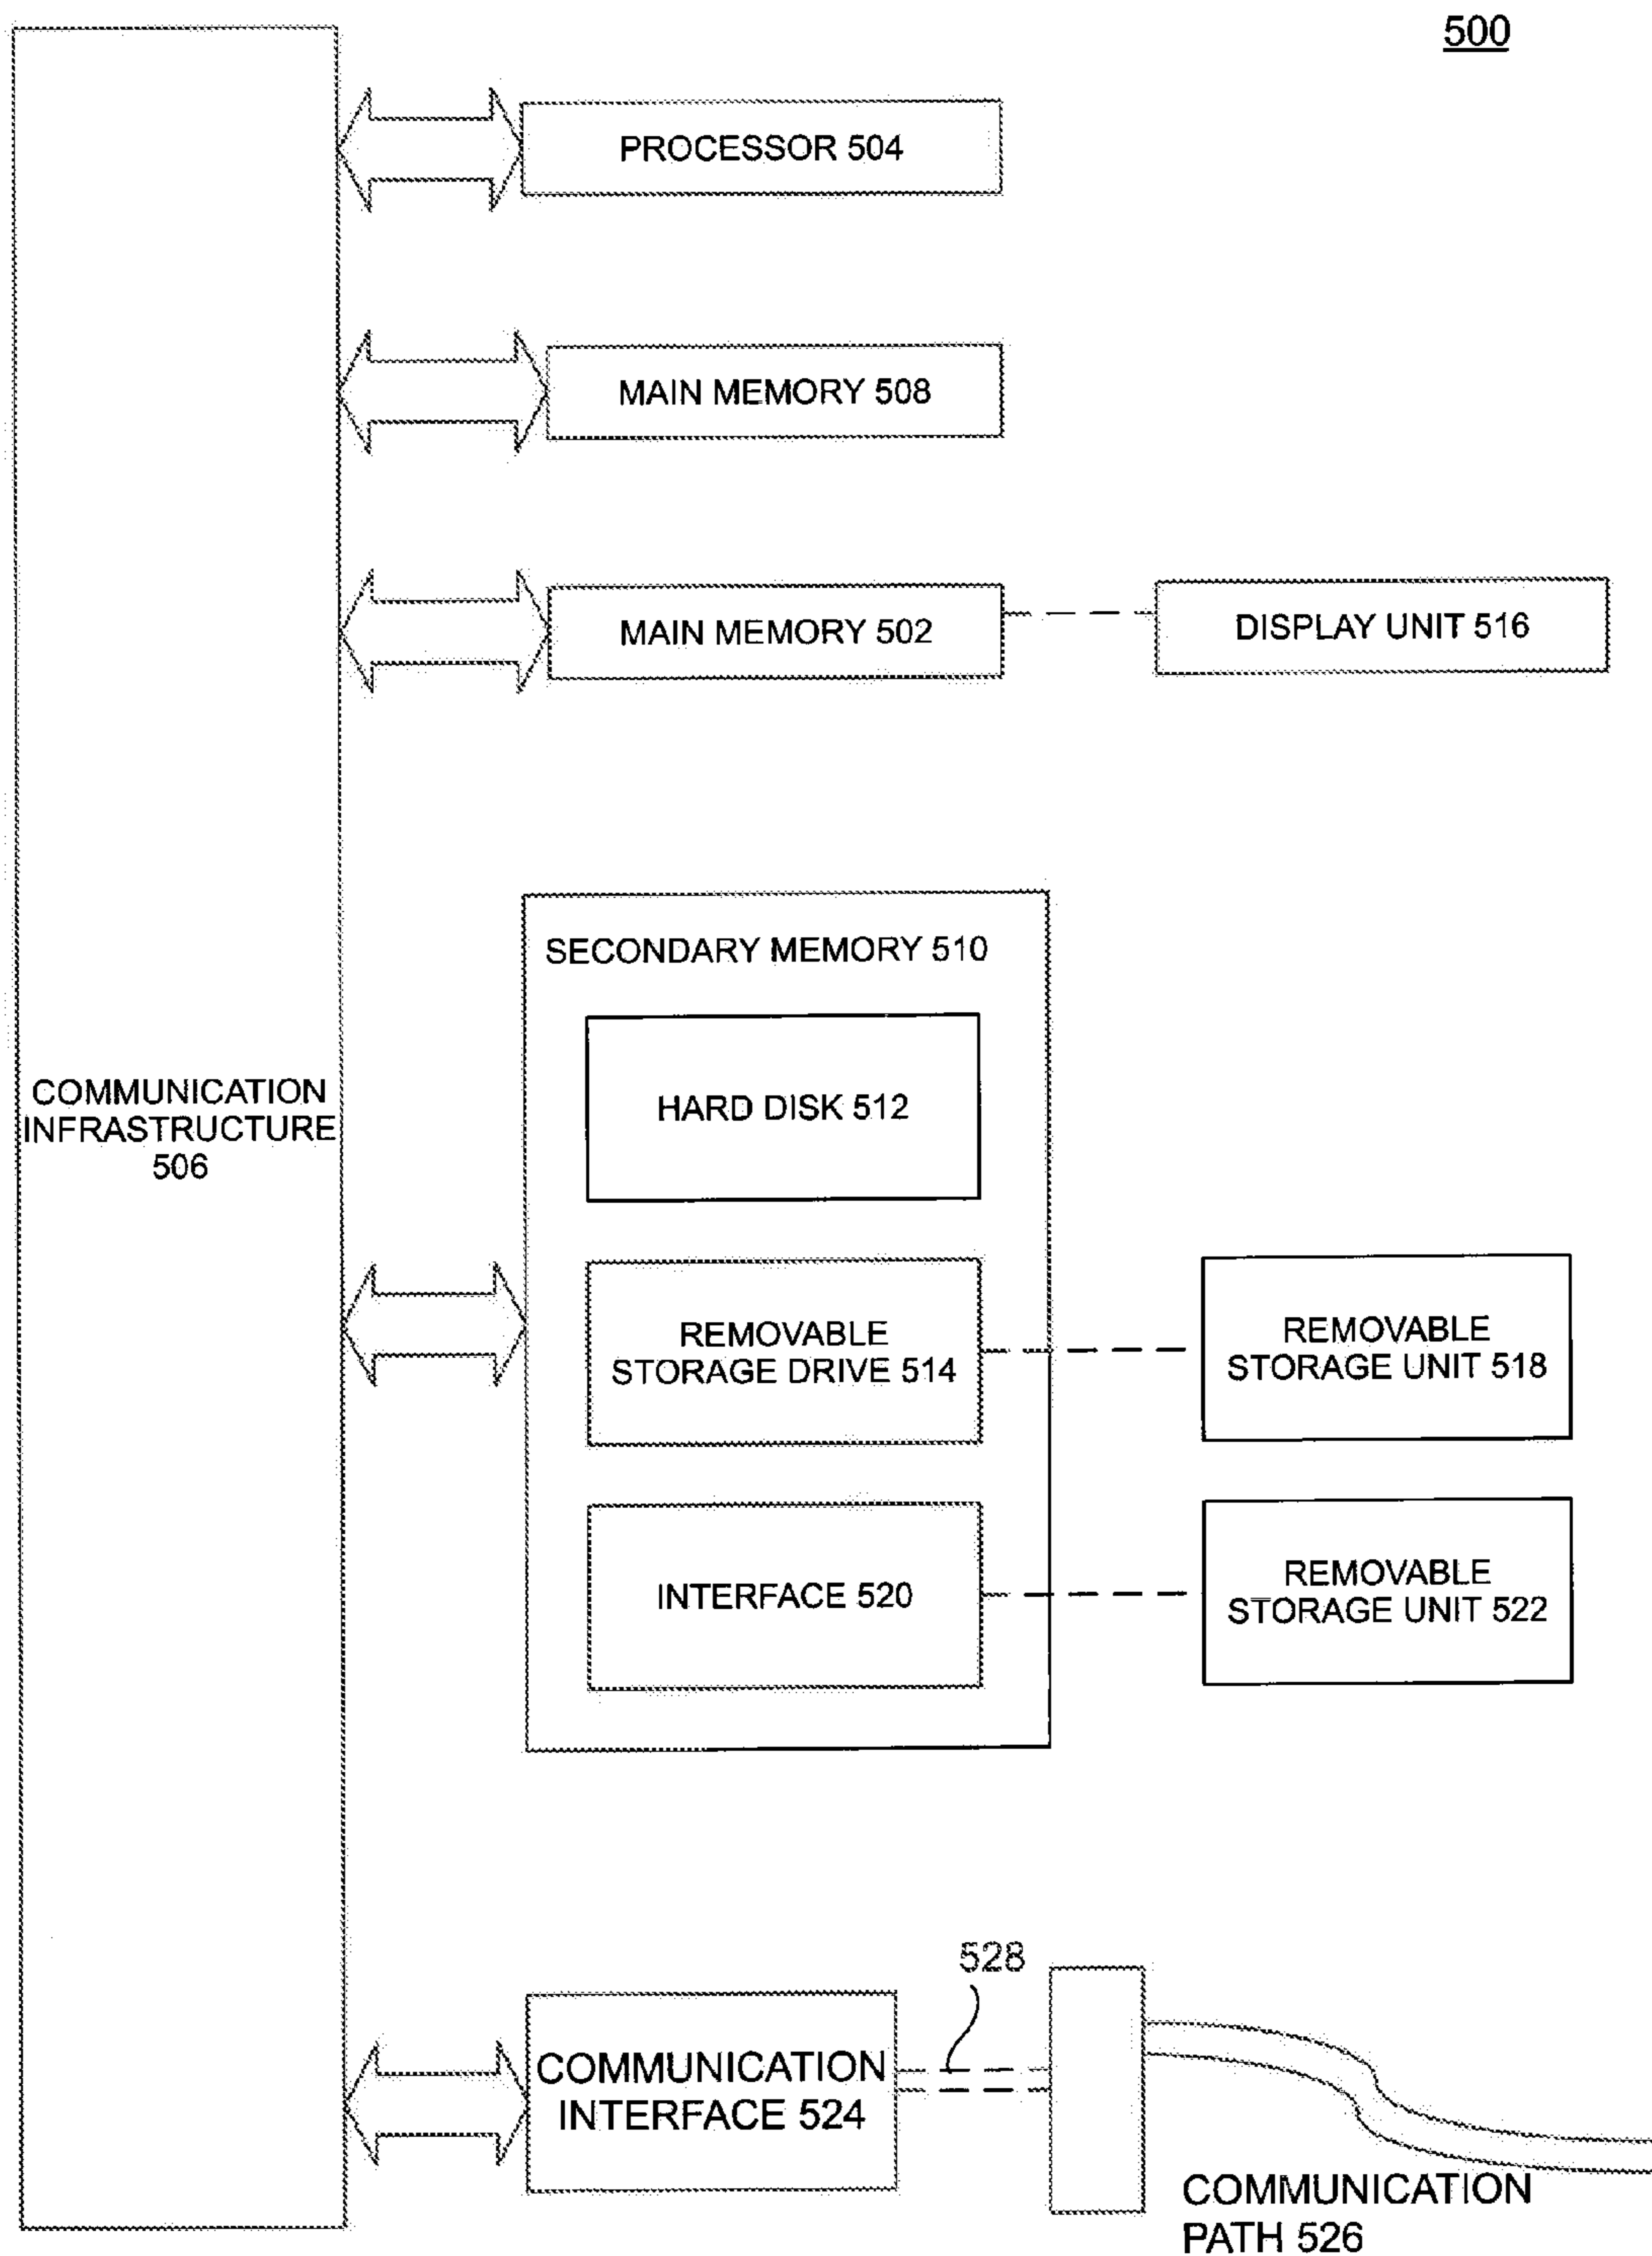 500
PROCESSOR 504
MAIN MEMORY 508
MAIN MEMORY 502
DISPLAY UNIT 516
SECONDARY MEMORY 510
HARD DISK 512
COMMUNICATION
INFRASTRUCTURE
506
REMOVABLE
STORAGE DRIVE 514
REMOVABLE
STORAGE UNIT 518
INTERFACE 520
REMOVABLE
STORAGE UNIT 522
528
COMMUNICATION
INTERFACE 524
COMMUNICATION
PATH 526